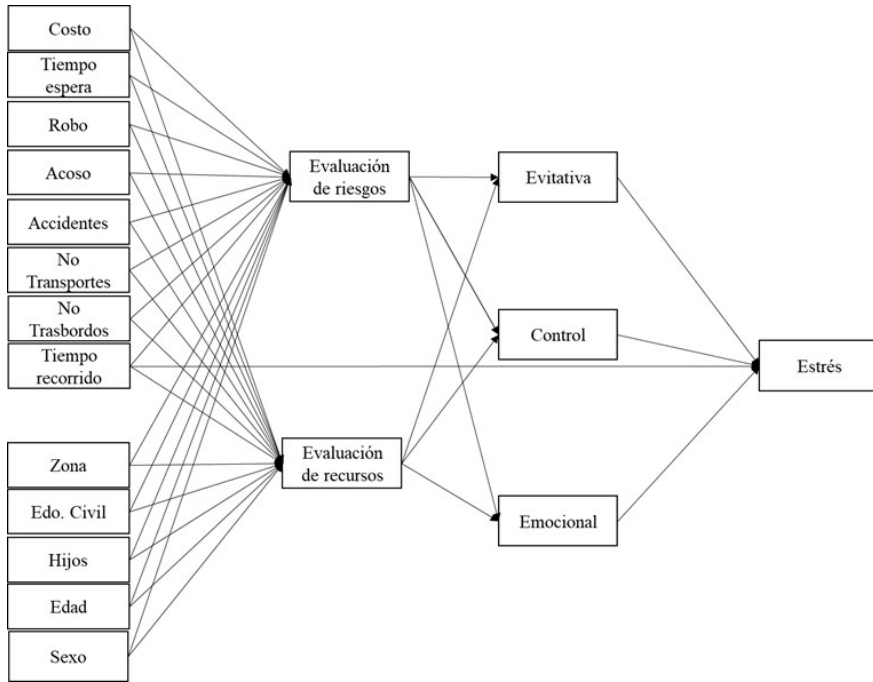 Costo
Tiempo
espera
Robo
Acoso
Accidentes
No
Transportes
No
Trasbordos
Tiempo
recorrido
Zona
Edo. Civil
Hijos
Edad
Sexo
Evaluación
de riesgos
Evaluación
de recursos
Evitativa
Control
Emocional
Estrés